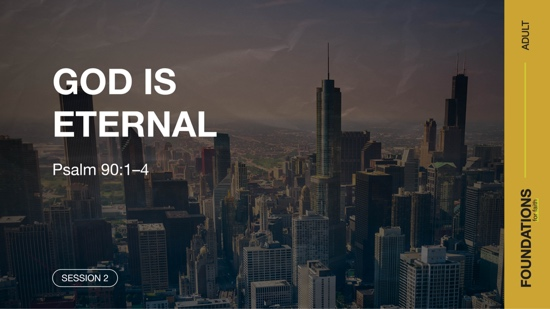 GOD IS
ETERNAL
Psalm 90:1–4
SESSION 2
ADULT
FOUNDATIONS
for faith